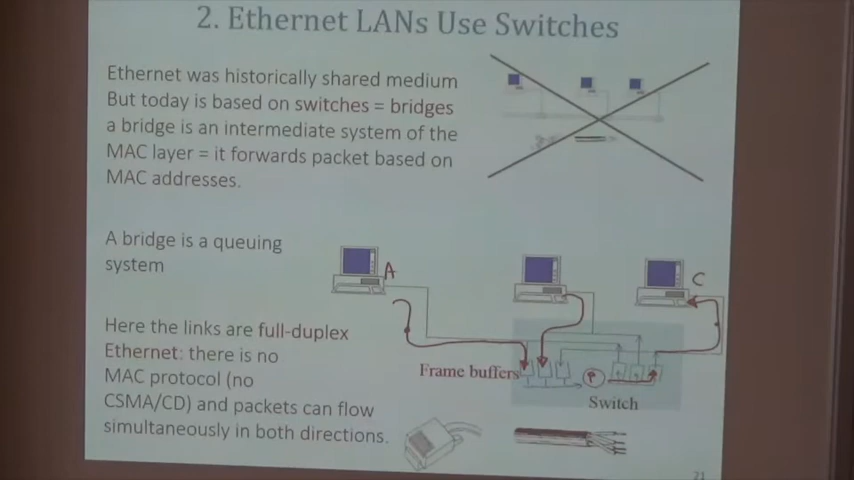 2. Ethernet LANs Use Switches
Ethernet was historically shared medium
But today is based on switches = bridges
a bridge is an intermediate system of the
MAC layer = it forwards packet based on
MAC addresses.
A bridge is a queuing
system
A
C
Here the links are full-duplex
Ethernet: there is no
MAC protocol (no
CSMA/CD) and packets can flow
simultaneously in both directions.
Frame buffers
P
Switch
21